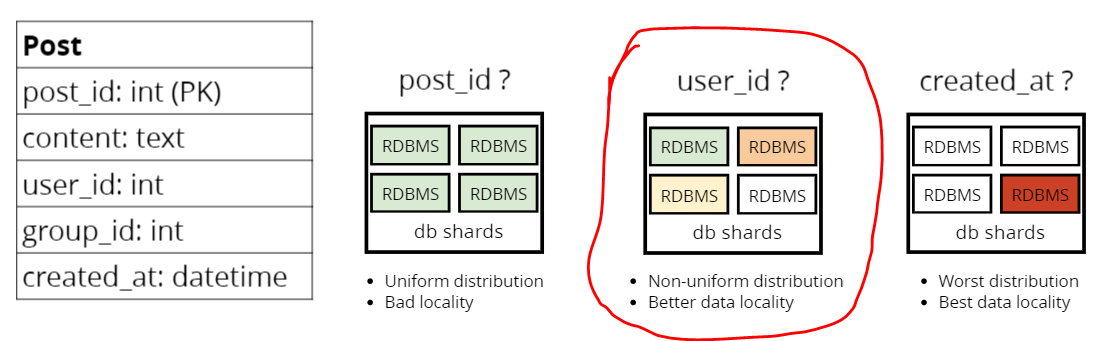 Post
post_id: int (PK)
content: text
user_id: int
group_id: int
created_at: datetime
post_id ?
RDBMS RDBMS
RDBMS RDBMS
db shards
• Uniform distribution
• Bad locality
user_id ?
RDBMS RDBMS
RDBMS RDBMS
db shards
• Non-uniform distribution
• Better data locality
created_at ?
RDBMS RDBMS
RDBMS RDBMS
db shards
• Worst distribution
• Best data locality